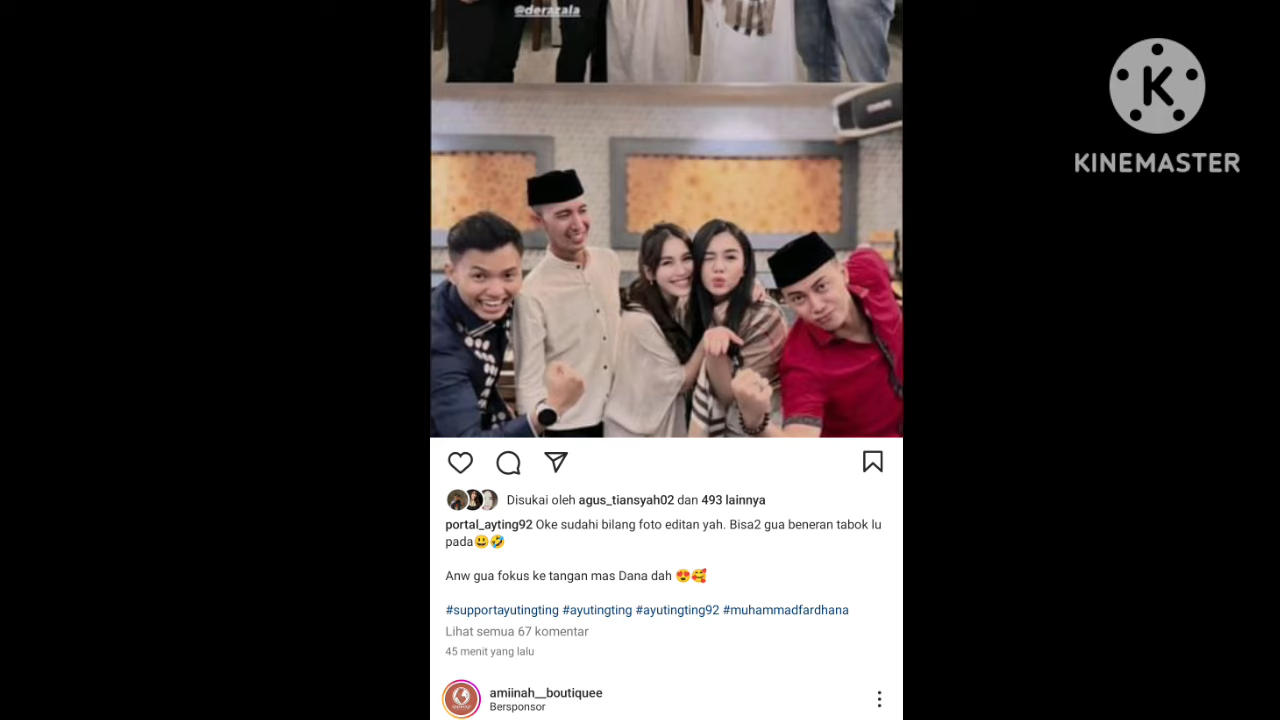 @derazala
KINEMASTER
Disukai oleh agus_tiansyah02 dan 493 lainnya
portal_ayting92 Oke sudahi bilang foto editan yah. Bisa2 gua beneran tabok lu
pada😃🤣
Anw gua fokus ke tangan mas Dana dah 😍🥰
#supportayutingting #ayutingting #ayutingting92 #muhammadfardhana
Lihat semua 67 komentar
45 menit yang lalu
amiinah__boutiquee
Bersponsor